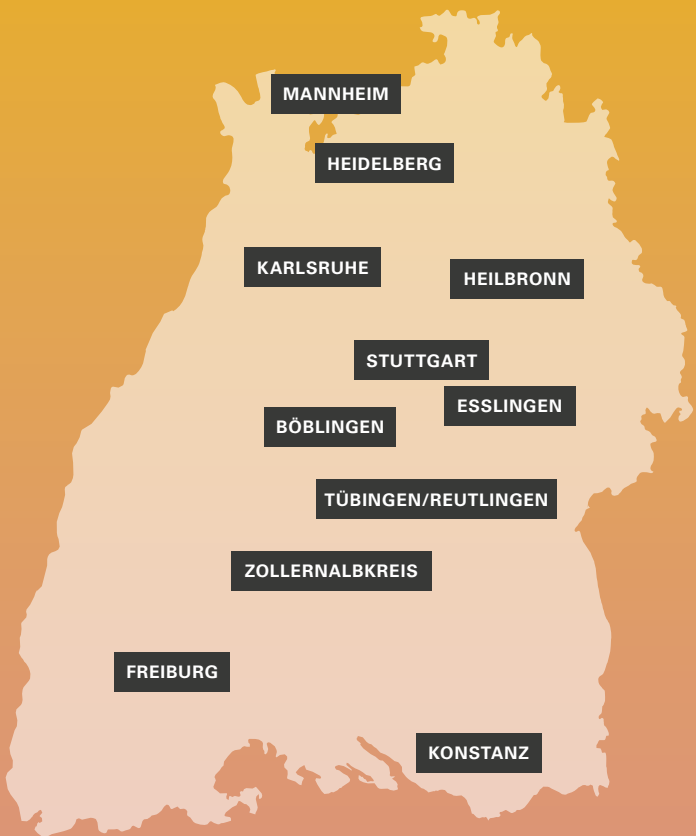 MANNHEIM
HEIDELBERG
KARLSRUHE
HEILBRONN
STUTTGART
ESSLINGEN
BÖBLINGEN
TÜBINGEN/REUTLINGEN
ZOLLERNALBKREIS
FREIBURG
KONSTANZ